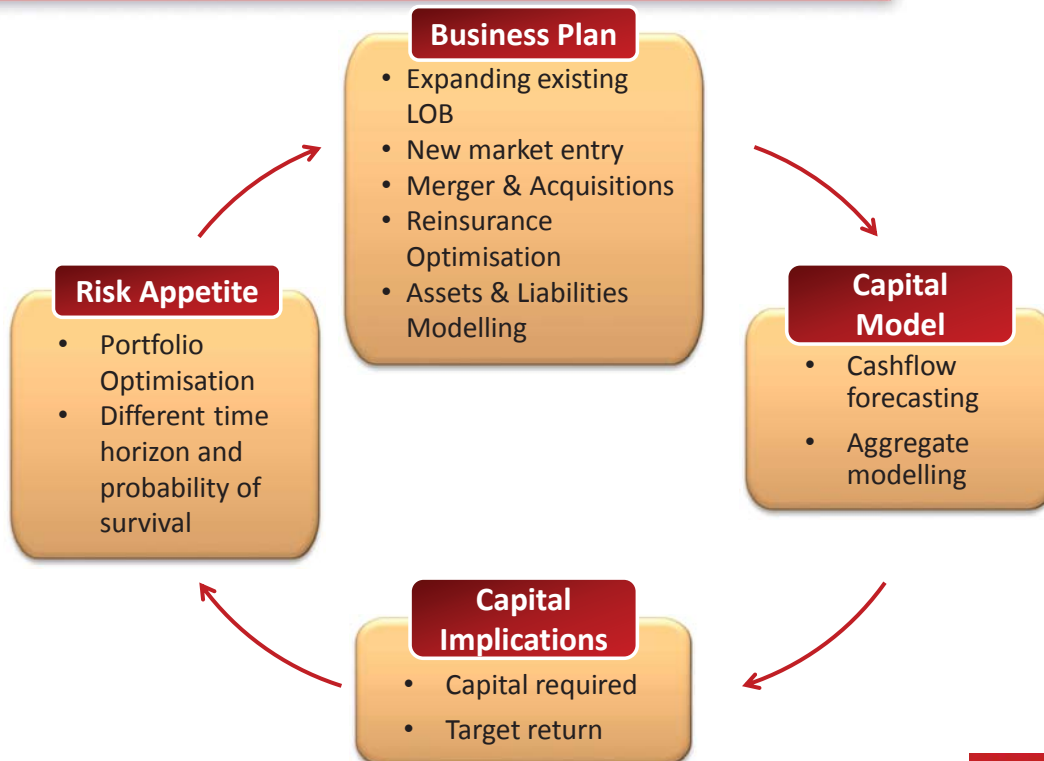 Business Plan
• Expanding existing
LOB
• New market entry
• Merger & Acquisitions
• Reinsurance
Optimisation
• Assets & Liabilities
Modelling
Risk Appetite
• Portfolio
Optimisation
• Different time
horizon and
probability of
survival
Capital
Model
• Cashflow
forecasting
• Aggregate
modelling
Capital
Implications
• Capital required
• Target return